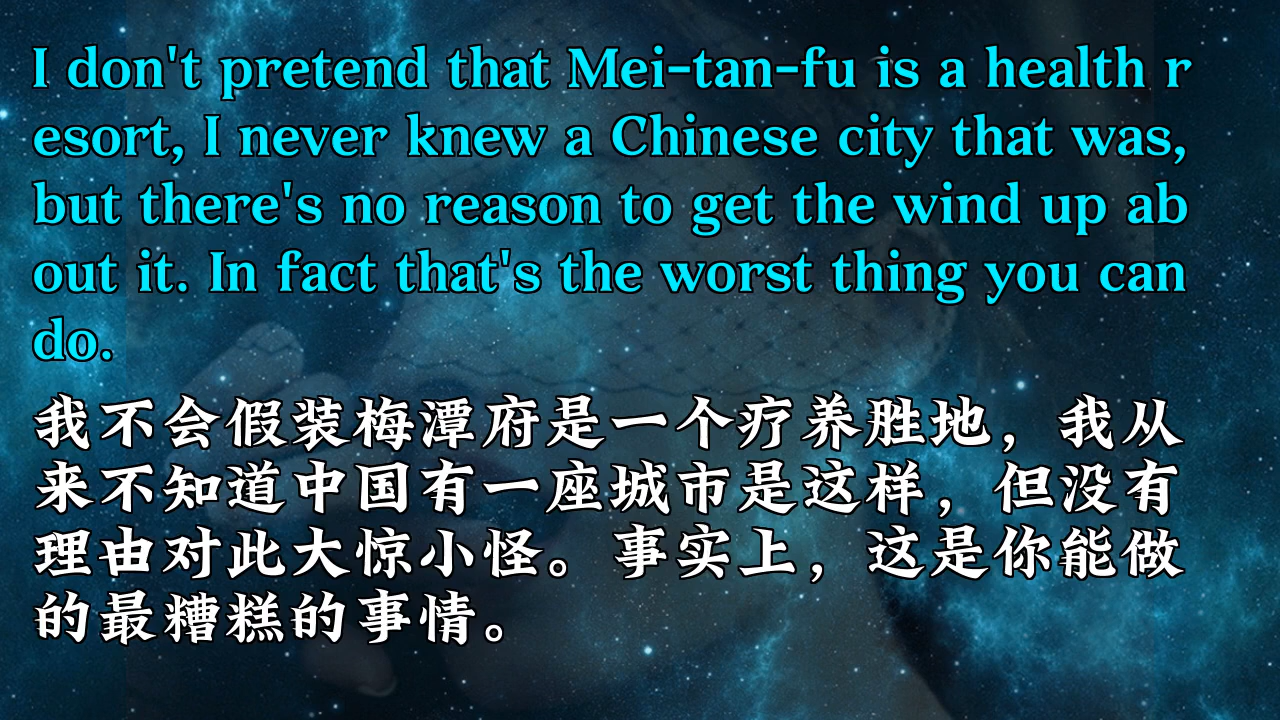 I don't pretend that Mei-tan-fu is a health r
esort, I never knew a Chinese city that was,
but there's no reason to get the wind up ab
out it. In fact that's the worst thing you can
do.
我不会假装梅潭府是一个疗养胜地，我从
来不知道中国有一座城市是这样，但没有
理由对此大惊小怪。事实上，这是你能做
的最糟糕的事情。